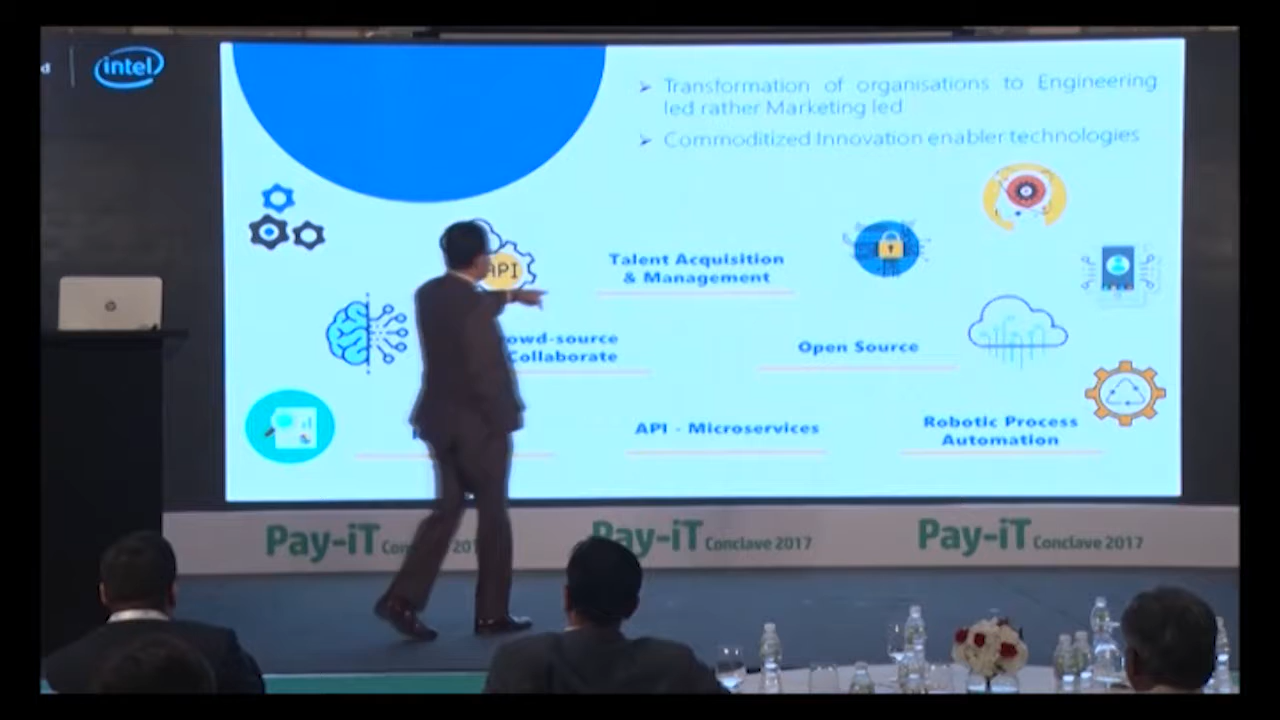 intel
Transformation of organisations to Engineering
led rather Marketing led
Commoditized Innovation enabler technologies
API
Talent Acquisition
& Management
Open Source
Collaborate
API - Microservices
Robotic Process
Automation
Pay-iT
Pay-iT Conclave 2017
Pay-iT Conclave 2017
hp